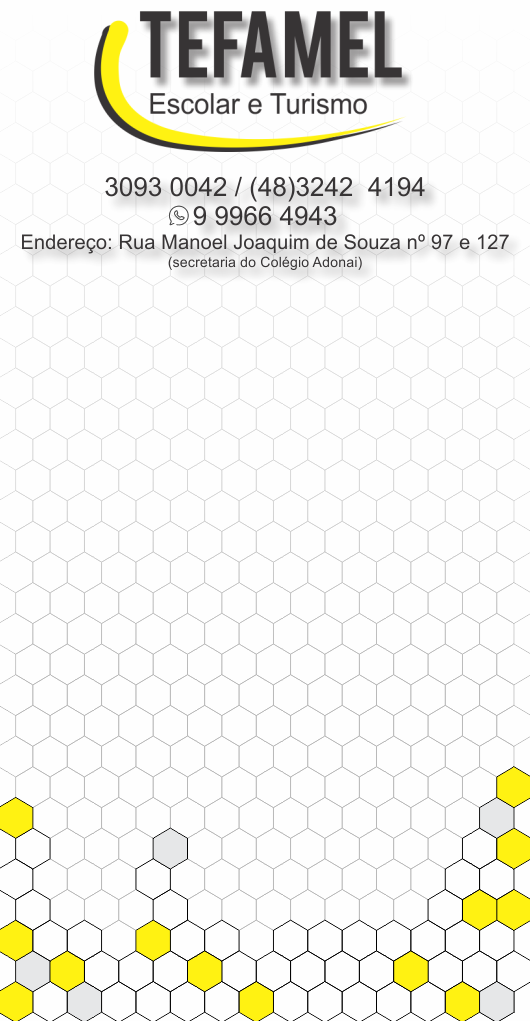 TEFAMEL
Escolar e Turismo
3093 0042 / (48)3242 4194
9 9966 4943
Endereço: Rua Manoel Joaquim de Souza nº 97 e 127
(secretaria do Colégio Adonai)